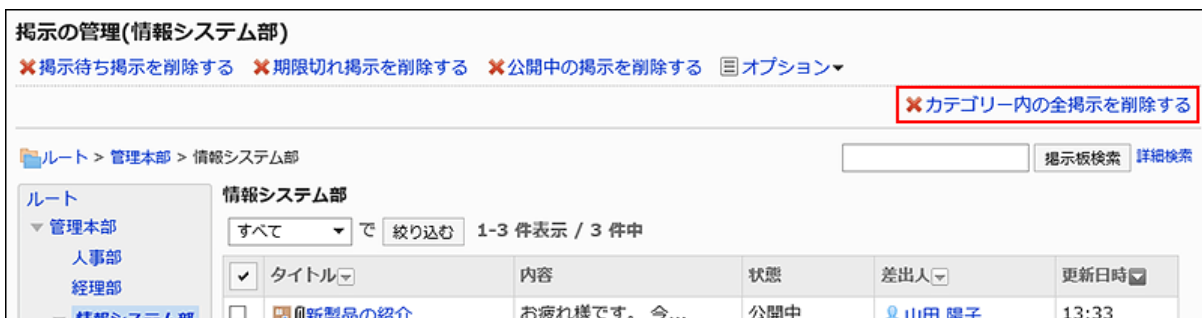 掲示の管理(情報システム部)
掲示待ち掲示を削除する 期限切れ掲示を削除する 公開中の掲示を削除する オプション
カテゴリー内の全掲示を削除する
ルート > 管理本部 > 情報システム部 掲示板検索 詳細検索
ルート
管理本部
人事部
経理部
情報システム部
情報システム部
すべて で 絞り込む 1-3 件表示 / 3 件中
タイトル 内容 状態 差出人 更新日時
新製品の紹介 お疲れ様です。 今... 公開中 山田 陽子 13:33